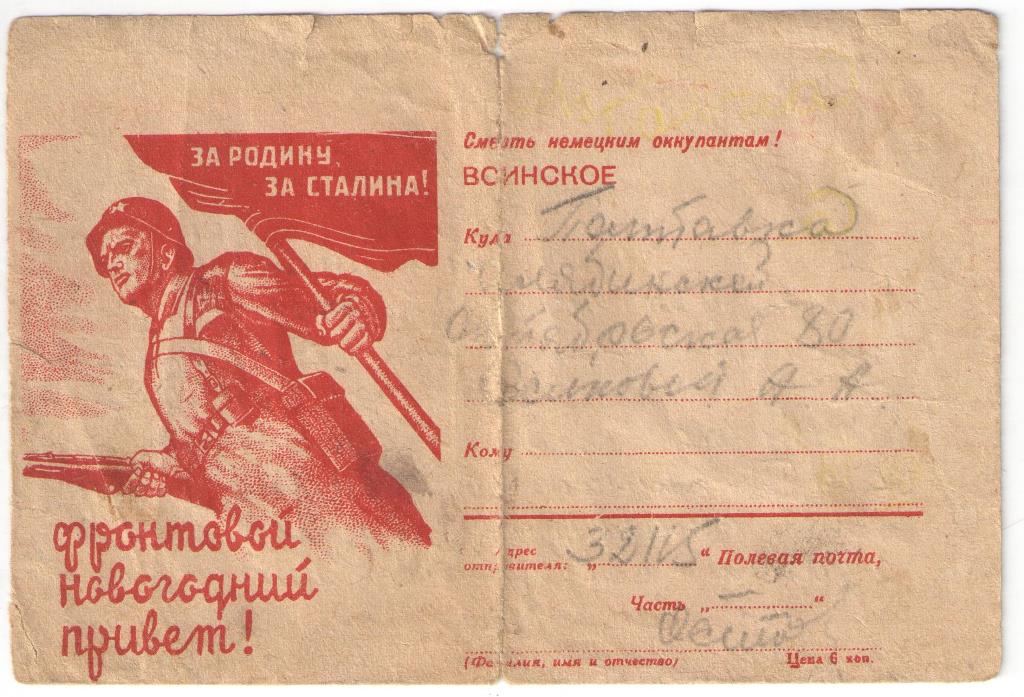 ЗА РОДИНУ,
ЗА СТАЛИНА!
фронтовой
новогодний
привет!
Смерть немецким оккупантам!
ВОИНСКОЕ
Куда Полтавка
Октябрьская 80
А А
Кому
Адрес
отправителя: „32115“ Полевая почта,
Часть „ “
(Фамилия, имя и отчество) Цена 6 коп.